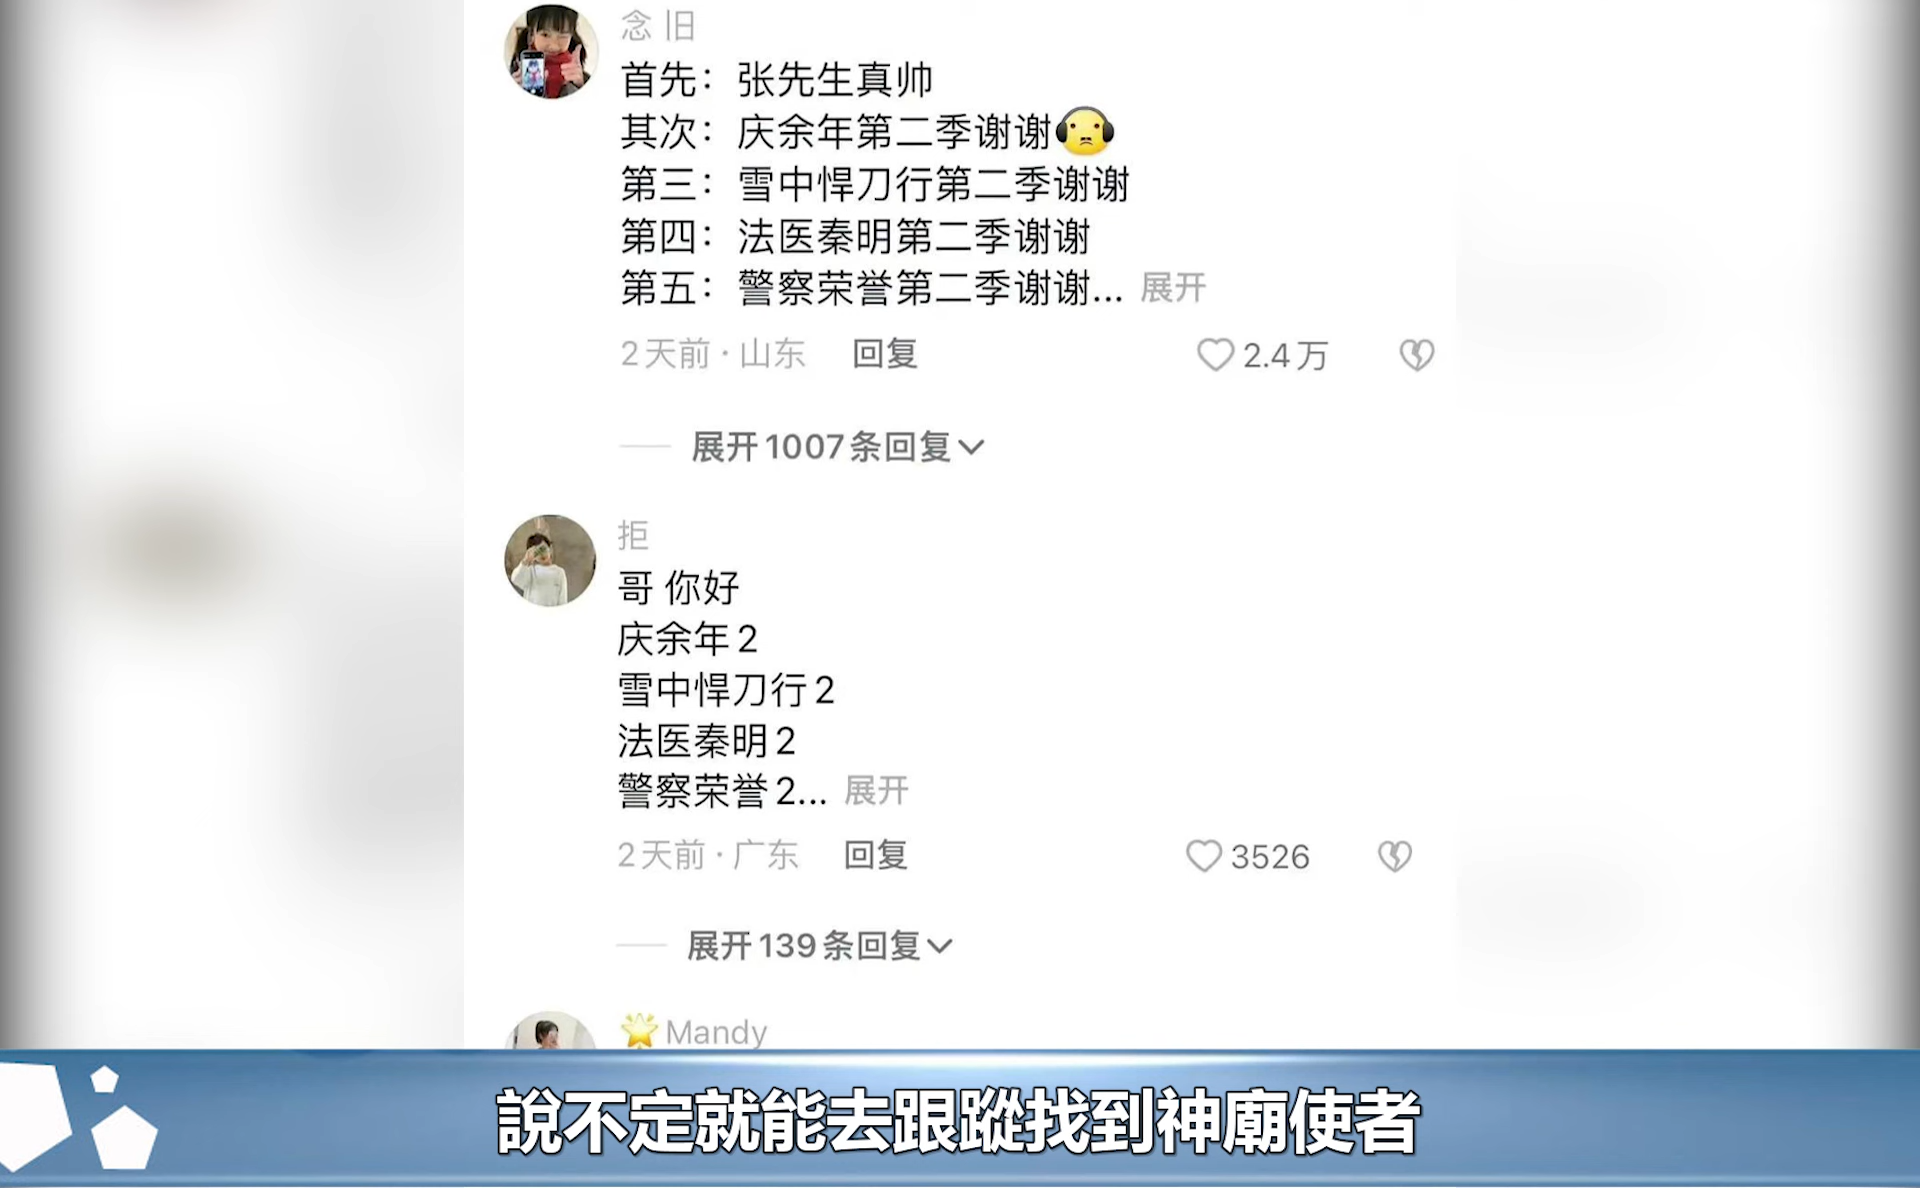 念 旧
首先：张先生真帅
其次：庆余年第二季谢谢
第三：雪中悍刀行第二季谢谢
第四：法医秦明第二季谢谢
第五：警察荣誉第二季谢谢... 展开
2天前·山东 回复 2.4万
展开1007条回复
拒
哥 你好
庆余年2
雪中悍刀行2
法医秦明2
警察荣誉2... 展开
2天前·广东 回复 3526
展开139条回复
🌟Mandy
說不定就能去跟蹤找到神廟使者